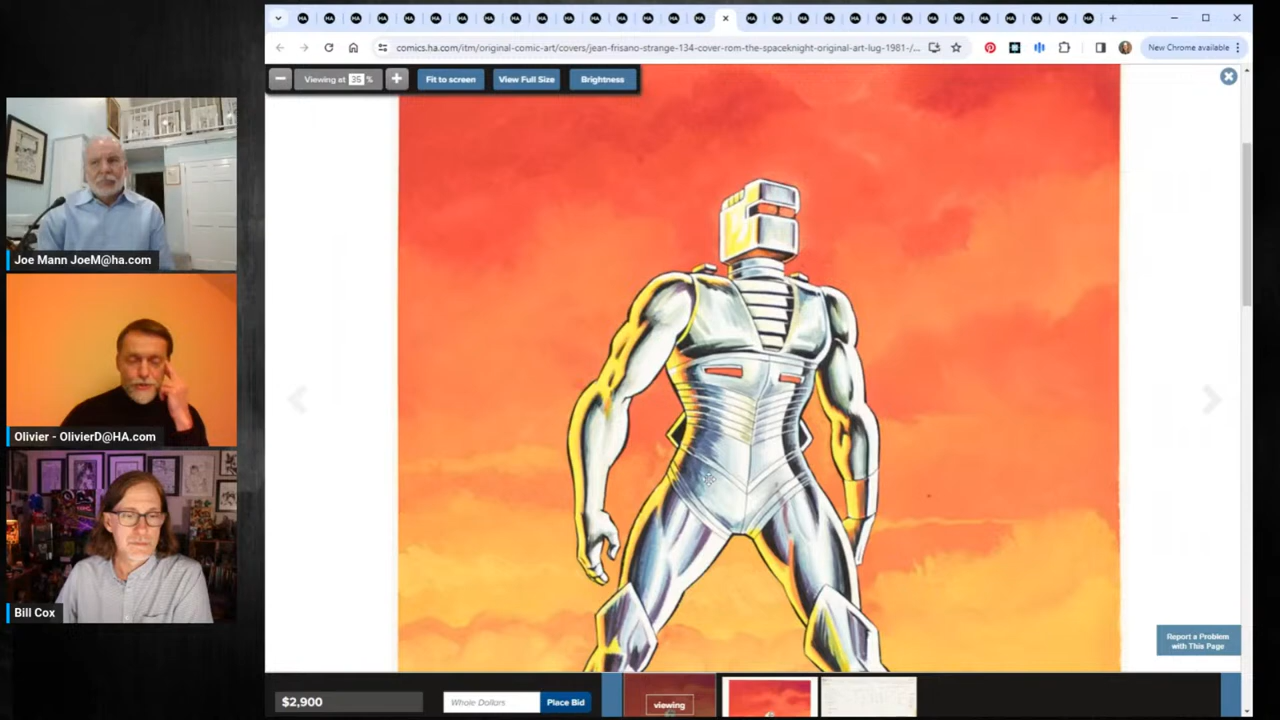 comics.ha.com/itm/original-comic-art/covers/jean-frisano-strange-134-cover-rom-the-spaceknight-original-art-lug-1981-/...
New Chrome available
Viewing at 35 %
Fit to screen
View Full Size
Brightness
Joe Mann JoeM@ha.com
Olivier - OlivierD@HA.com
Bill Cox
Report a Problem
with This Page
$2,900
Whole Dollars
Place Bid
viewing